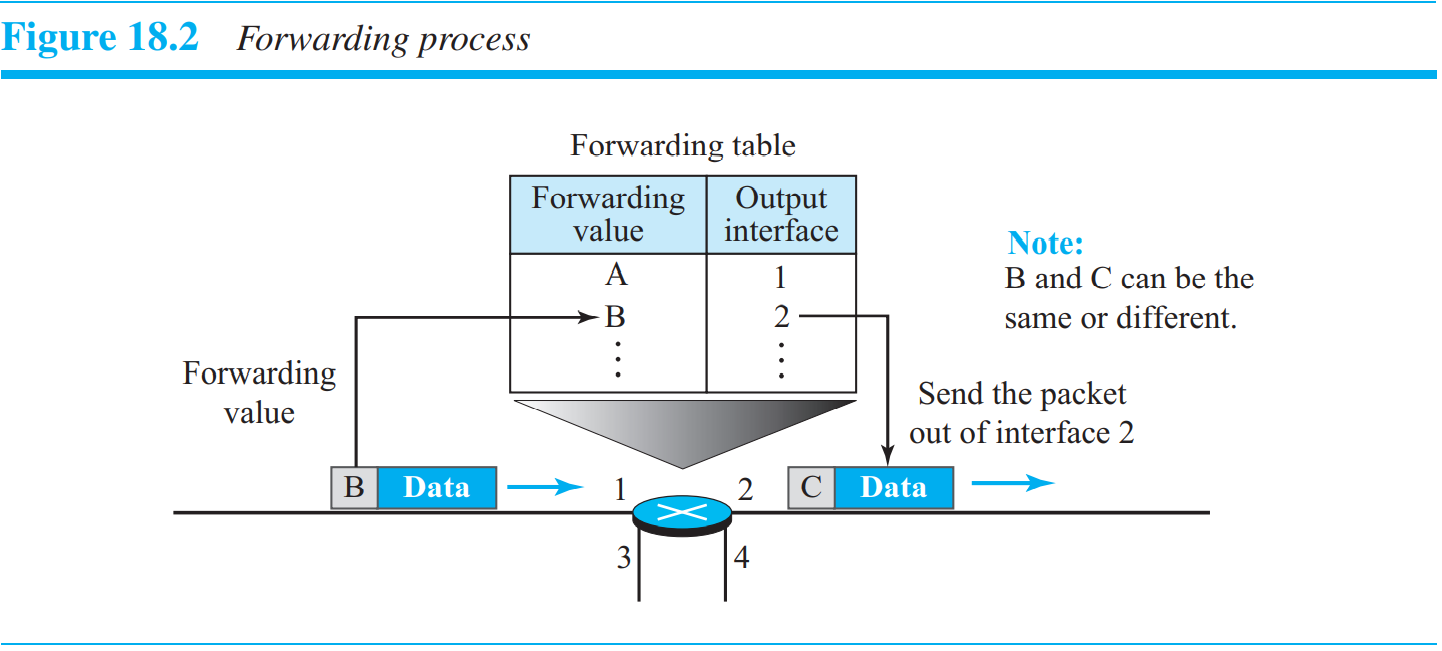 Figure 18.2 Forwarding process
Forwarding table
Forwarding
value
Output
interface
A
1
B
2
Note:
B and C can be the
same or different.
Forwarding
value
Send the packet
out of interface 2
B
Data
1
2
C
Data
3
4